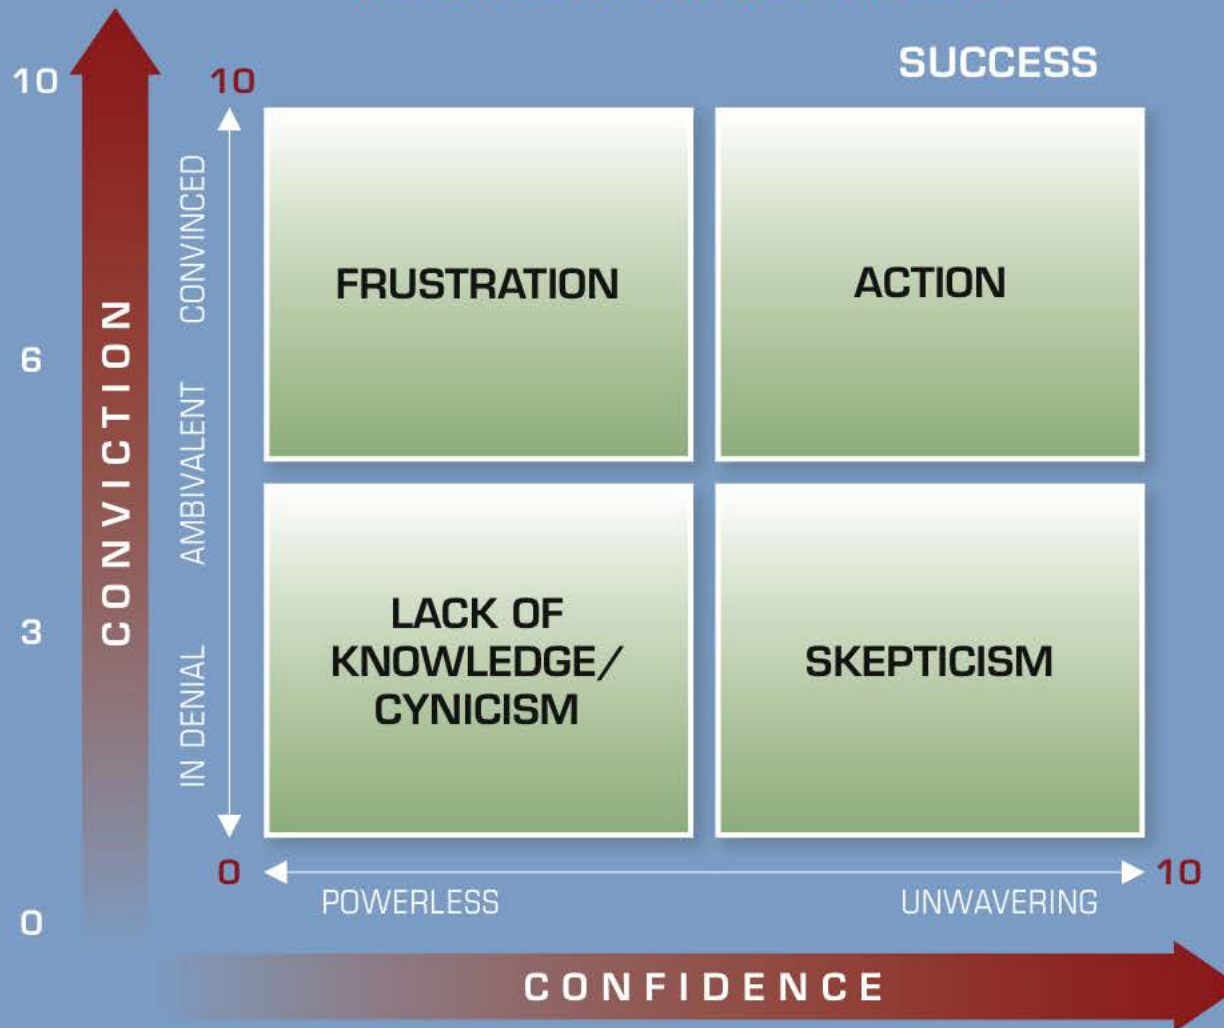 SUCCESS
10
10
CONVINCED
FRUSTRATION
ACTION
6
CONVICTION
AMBIVALENT
3
IN DENIAL
LACK OF
KNOWLEDGE/
CYNICISM
SKEPTICISM
0
10
POWERLESS
UNWAVERING
0
CONFIDENCE